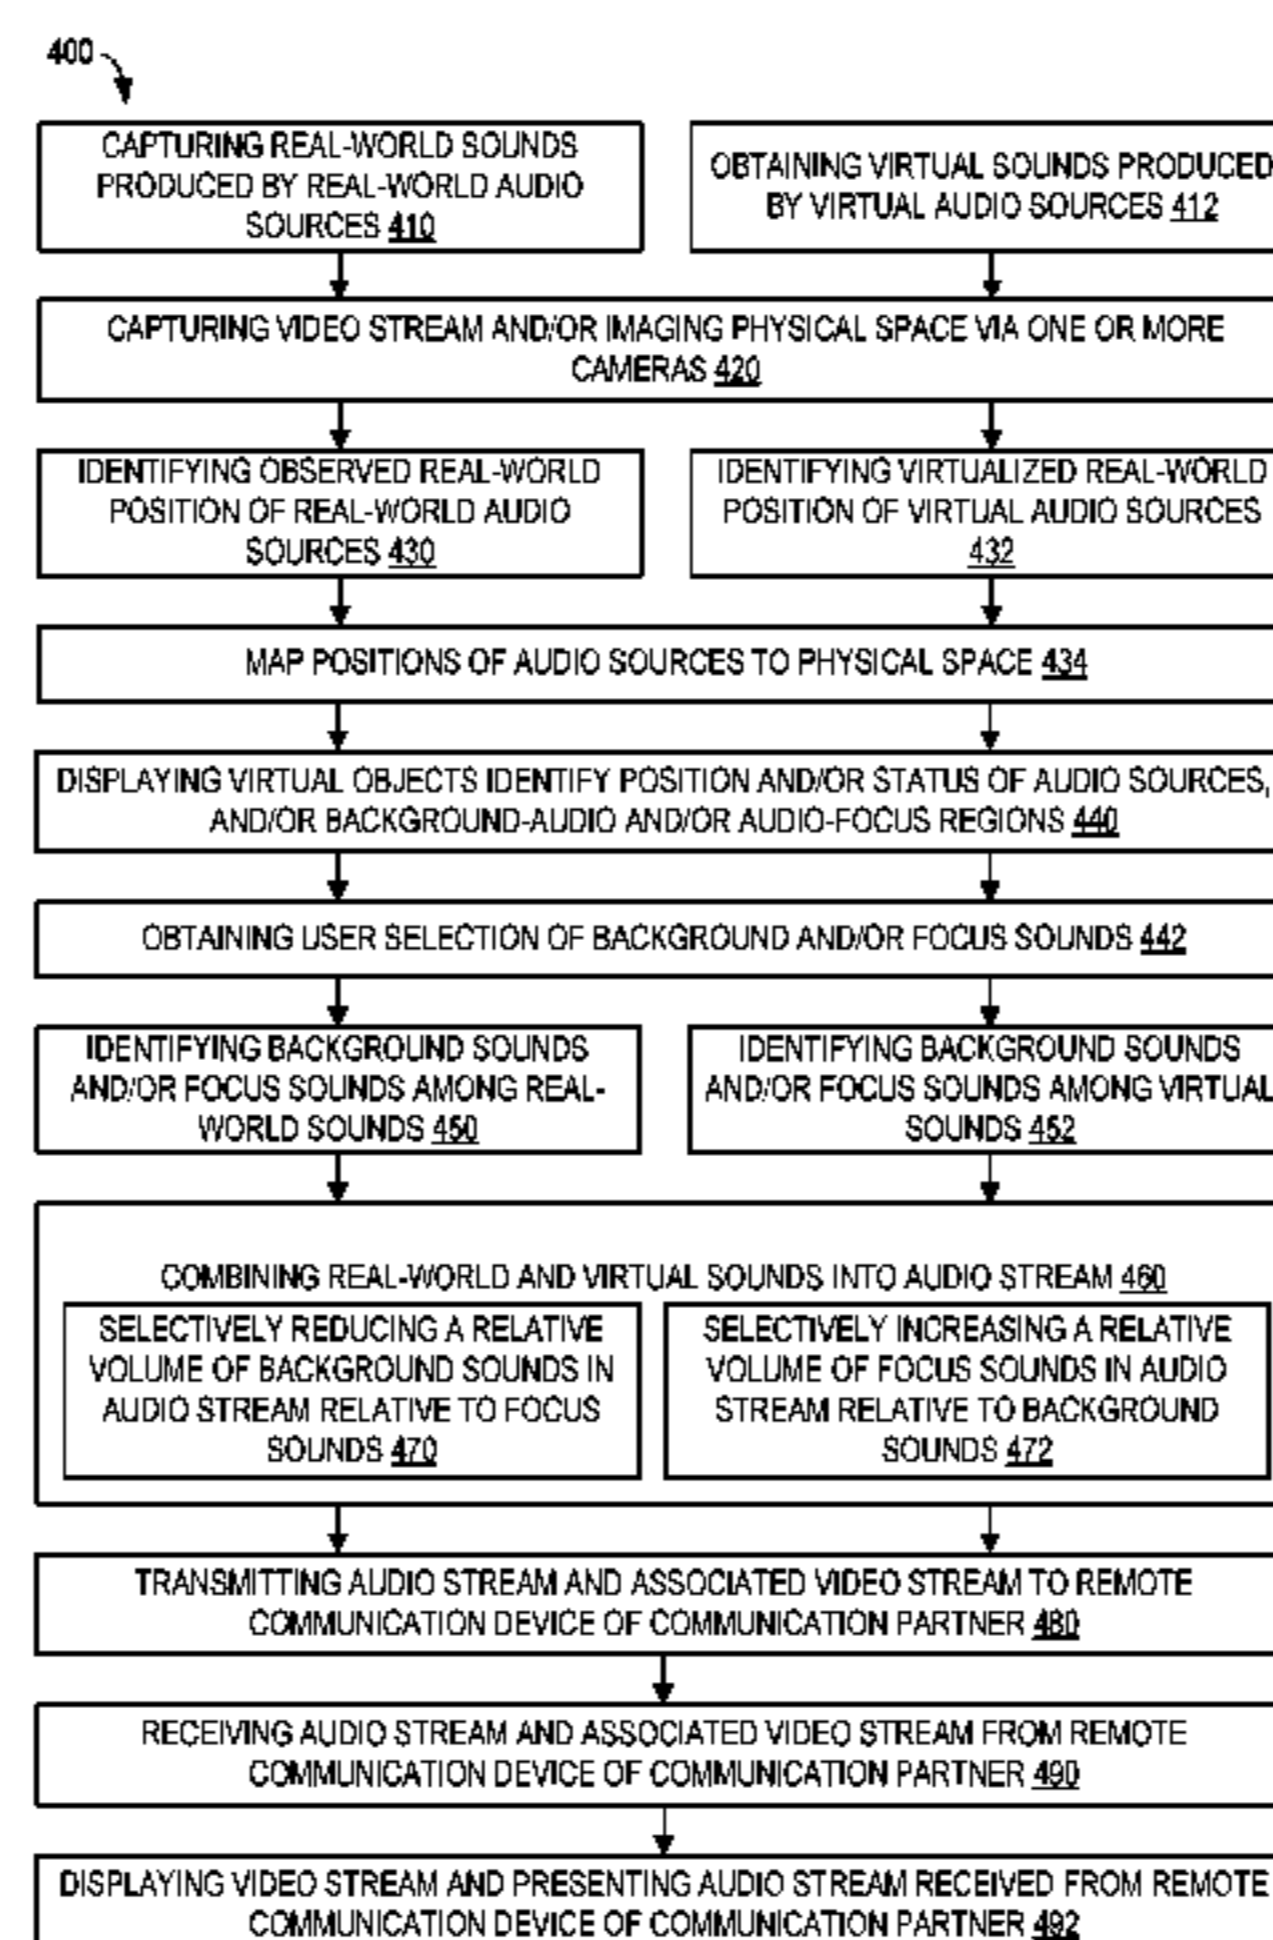 400
CAPTURING REAL-WORLD SOUNDS
PRODUCED BY REAL-WORLD AUDIO
SOURCES 410
OBTAINING VIRTUAL SOUNDS PRODUCED
BY VIRTUAL AUDIO SOURCES 412
CAPTURING VIDEO STREAM AND/OR IMAGING PHYSICAL SPACE VIA ONE OR MORE
CAMERAS 420
IDENTIFYING OBSERVED REAL-WORLD
POSITION OF REAL-WORLD AUDIO
SOURCES 430
IDENTIFYING VIRTUALIZED REAL-WORLD
POSITION OF VIRTUAL AUDIO SOURCES
432
MAP POSITIONS OF AUDIO SOURCES TO PHYSICAL SPACE 434
DISPLAYING VIRTUAL OBJECTS IDENTIFY POSITION AND/OR STATUS OF AUDIO SOURCES,
AND/OR BACKGROUND-AUDIO AND/OR AUDIO-FOCUS REGIONS 440
OBTAINING USER SELECTION OF BACKGROUND AND/OR FOCUS SOUNDS 442
IDENTIFYING BACKGROUND SOUNDS
AND/OR FOCUS SOUNDS AMONG REAL-
WORLD SOUNDS 450
IDENTIFYING BACKGROUND SOUNDS
AND/OR FOCUS SOUNDS AMONG VIRTUAL
SOUNDS 452
COMBINING REAL-WORLD AND VIRTUAL SOUNDS INTO AUDIO STREAM 460
SELECTIVELY REDUCING A RELATIVE
VOLUME OF BACKGROUND SOUNDS IN
AUDIO STREAM RELATIVE TO FOCUS
SOUNDS 470
SELECTIVELY INCREASING A RELATIVE
VOLUME OF FOCUS SOUNDS IN AUDIO
STREAM RELATIVE TO BACKGROUND
SOUNDS 472
TRANSMITTING AUDIO STREAM AND ASSOCIATED VIDEO STREAM TO REMOTE
COMMUNICATION DEVICE OF COMMUNICATION PARTNER 480
RECEIVING AUDIO STREAM AND ASSOCIATED VIDEO STREAM FROM REMOTE
COMMUNICATION DEVICE OF COMMUNICATION PARTNER 490
DISPLAYING VIDEO STREAM AND PRESENTING AUDIO STREAM RECEIVED FROM REMOTE
COMMUNICATION DEVICE OF COMMUNICATION PARTNER 492